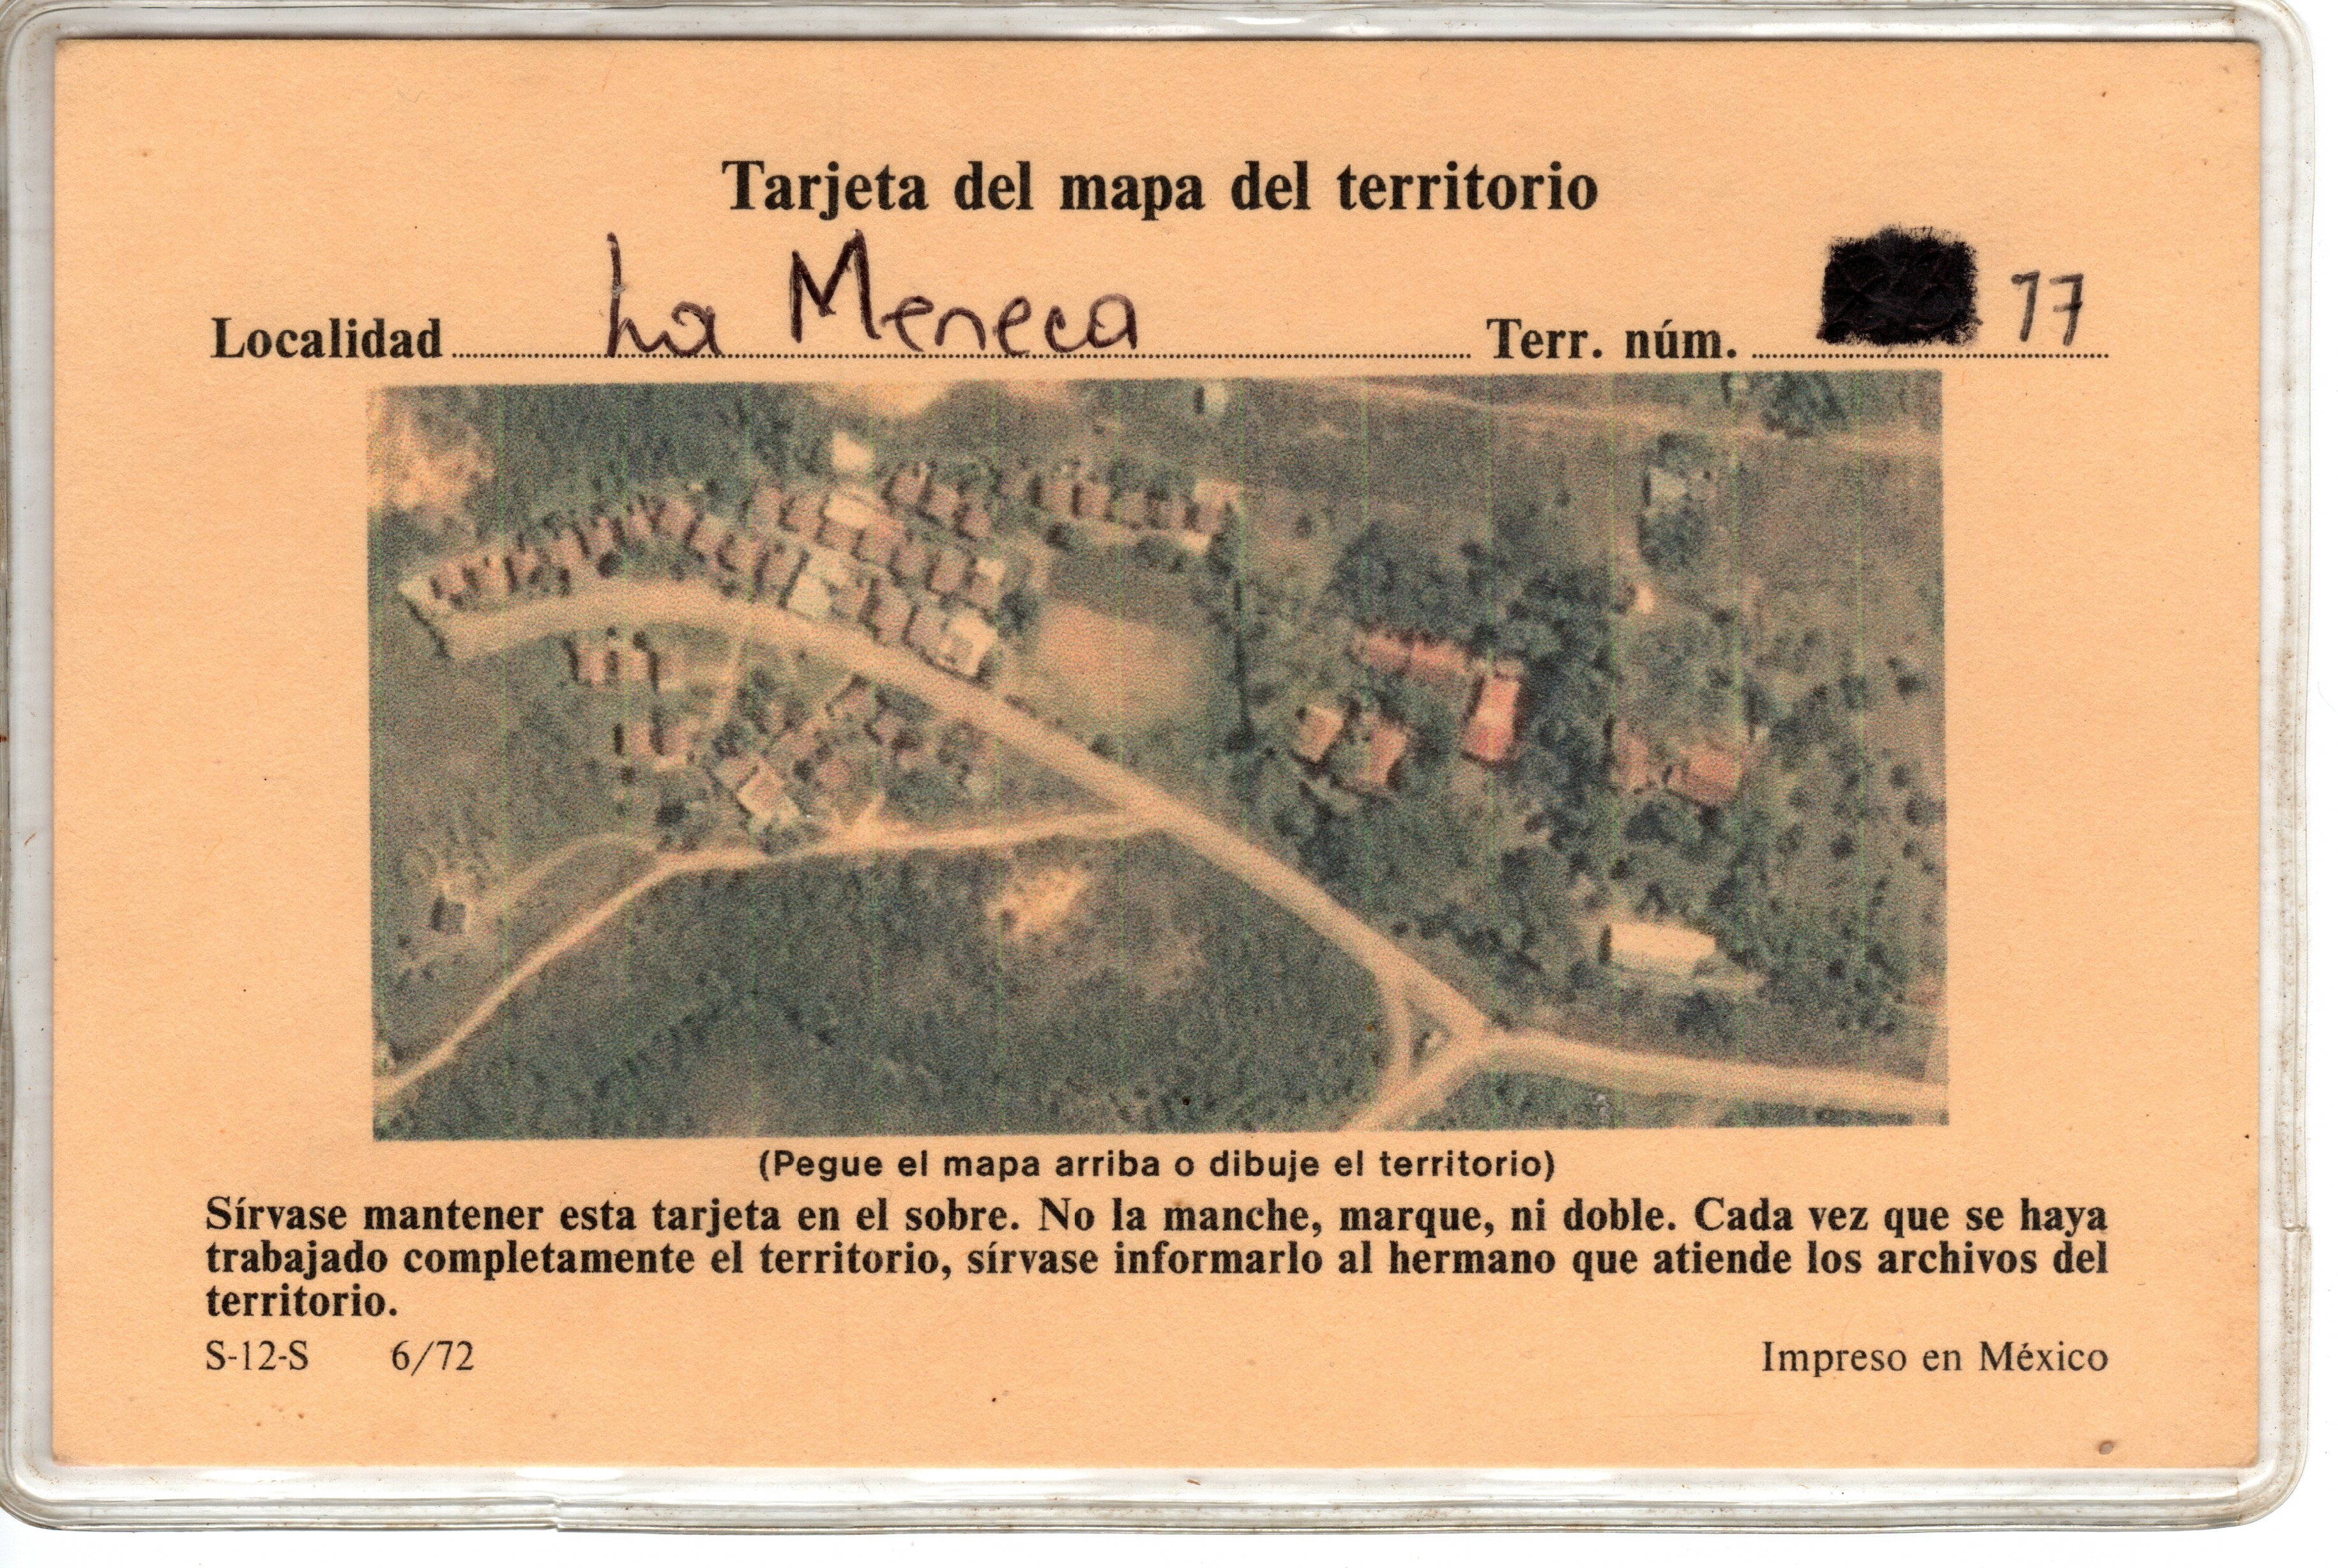 Tarjeta del mapa del territorio
Localidad La Meneca Terr. núm. 17
(Pegue el mapa arriba o dibuje el territorio)
Sírvase mantener esta tarjeta en el sobre. No la manche, marque, ni doble. Cada vez que se haya
trabajado completamente el territorio, sírvase informarlo al hermano que atiende los archivos del
territorio.
S-12-S 6/72 Impreso en México